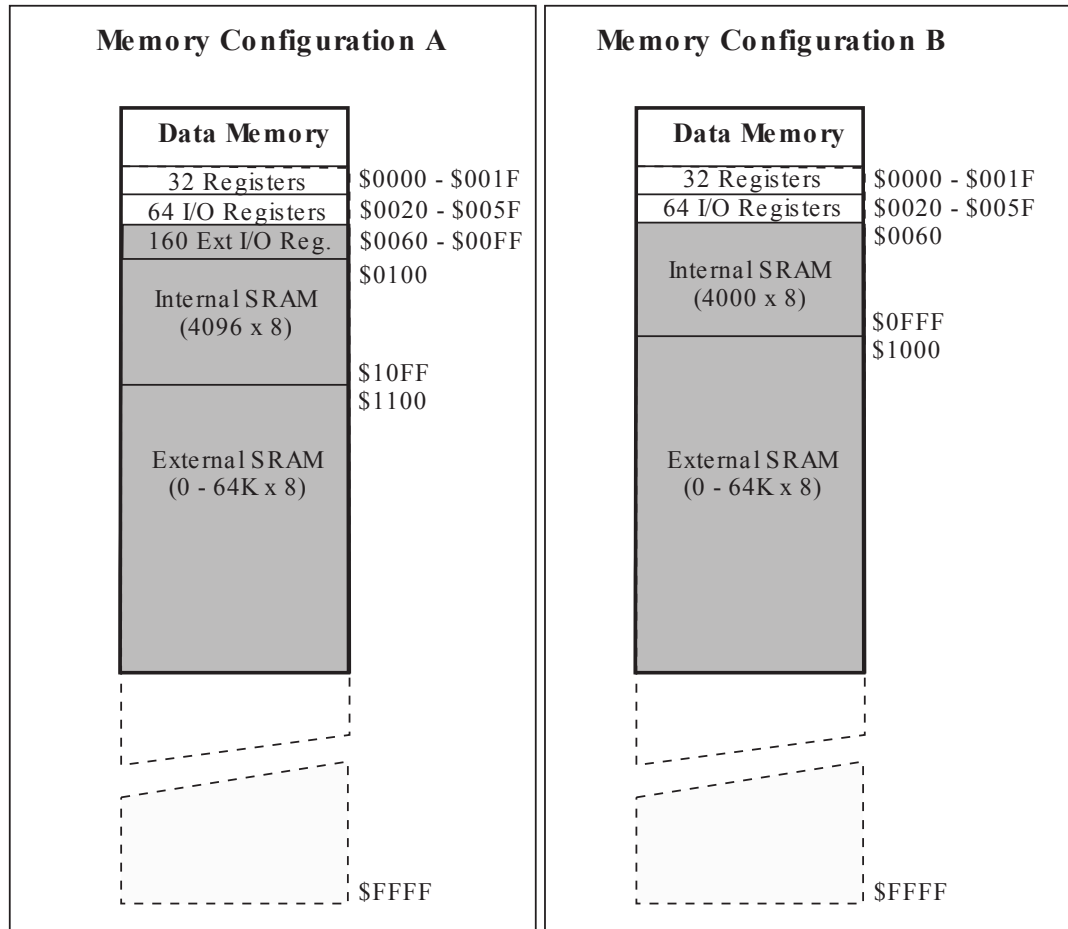 Memory Configuration A
Data Memory
32 Registers
$0000 - $001F
64 I/O Registers
$0020 - $005F
160 Ext I/O Reg.
$0060 - $00FF
$0100
Internal SRAM
(4096 x 8)
$10FF
$1100
External SRAM
(0 - 64K x 8)
$FFFF
Memory Configuration B
Data Memory
32 Registers
$0000 - $001F
64 I/O Registers
$0020 - $005F
$0060
Internal SRAM
(4000 x 8)
$0FFF
$1000
External SRAM
(0 - 64K x 8)
$FFFF